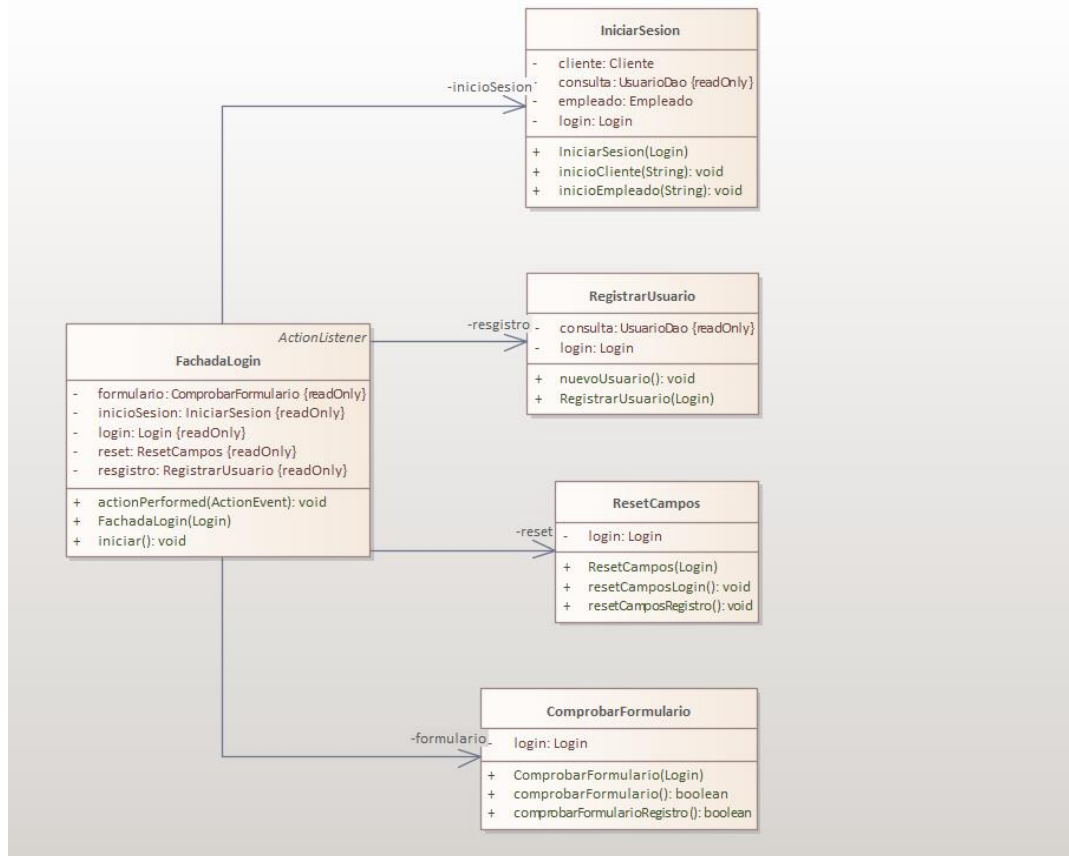 IniciarSesion
- cliente: Cliente
- consulta: UsuarioDao {readOnly}
- empleado: Empleado
- login: Login
+ IniciarSesion(Login)
+ inicioCliente(String): void
+ inicioEmpleado(String): void
-inicioSesion
RegistrarUsuario
- consulta: UsuarioDao {readOnly}
- login: Login
+ nuevoUsuario(): void
+ RegistrarUsuario(Login)
-resgistro
ActionListener
FachadaLogin
- formulario: ComprobarFormulario {readOnly}
- inicioSesion: IniciarSesion {readOnly}
- login: Login {readOnly}
- reset: ResetCampos {readOnly}
- resgistro: RegistrarUsuario {readOnly}
+ actionPerformed(ActionEvent): void
+ FachadaLogin(Login)
+ iniciar(): void
ResetCampos
- login: Login
+ ResetCampos(Login)
+ resetCamposLogin(): void
+ resetCamposRegistro(): void
-reset
ComprobarFormulario
- login: Login
+ ComprobarFormulario(Login)
+ comprobarFormulario(): boolean
+ comprobarFormularioRegistro(): boolean
-formulario